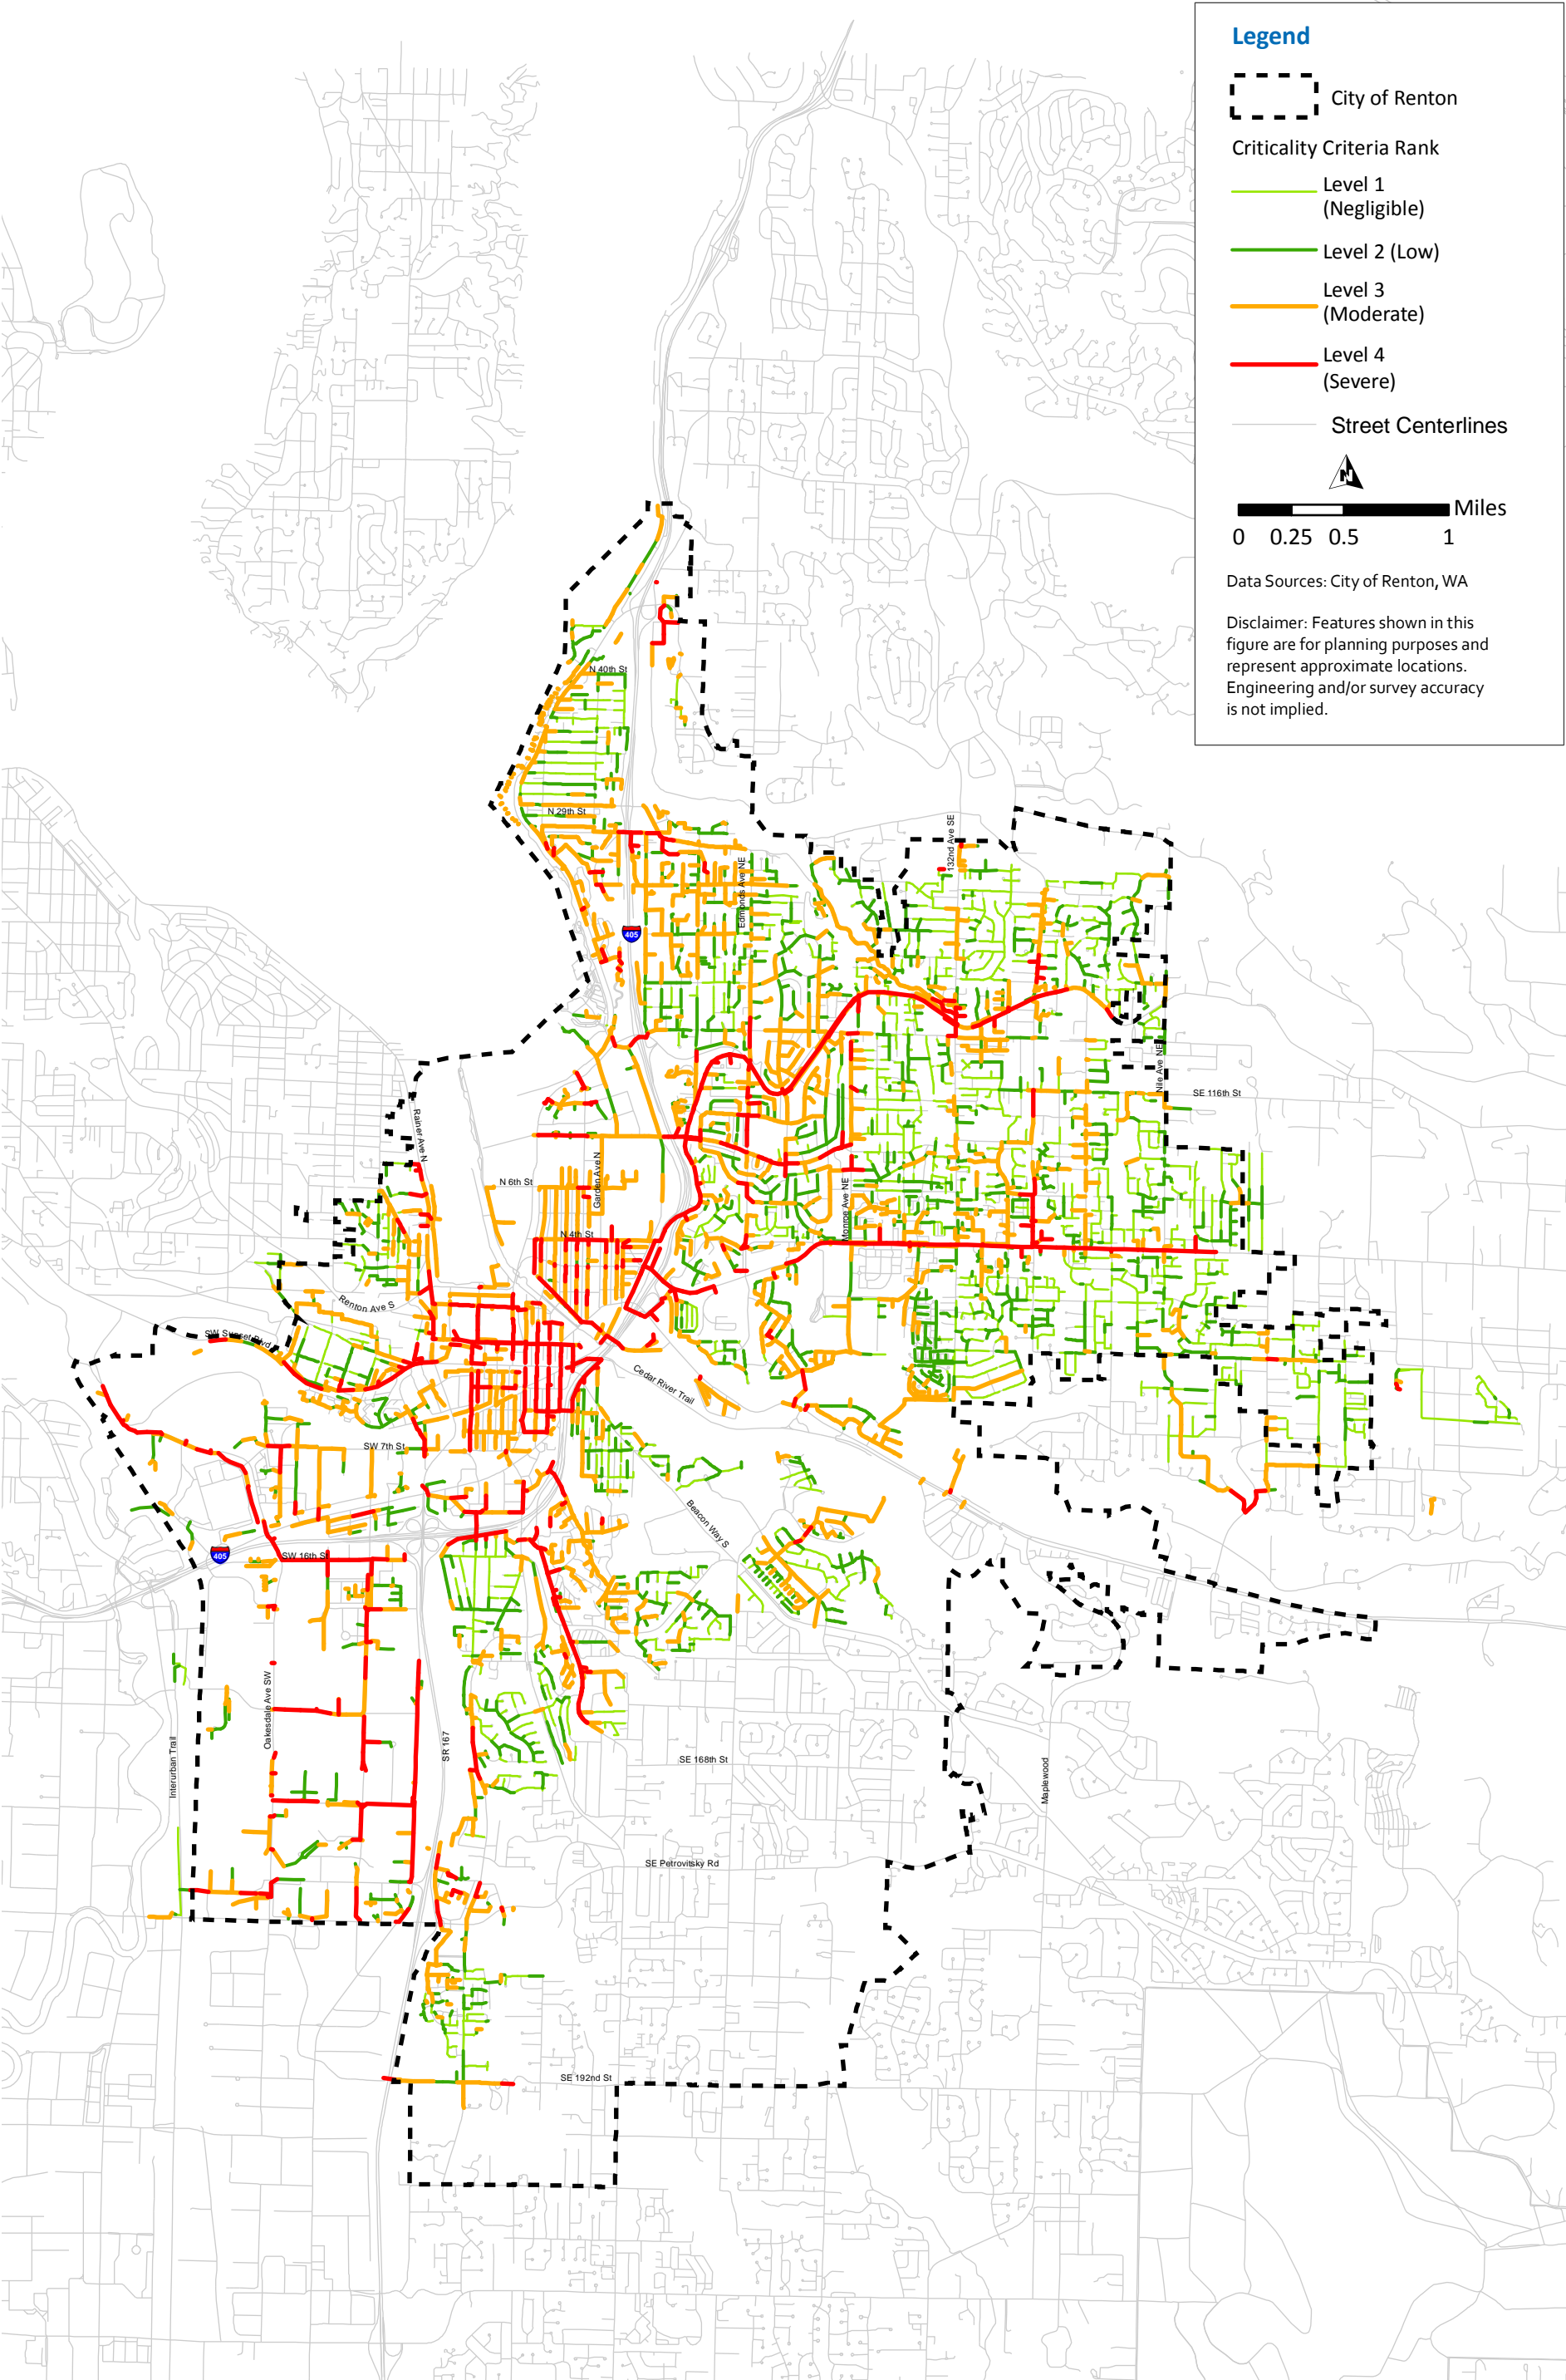 Legend
City of Renton
Criticality Criteria Rank
Level 1
(Negligible)
Level 2 (Low)
Level 3
(Moderate)
Level 4
(Severe)
Street Centerlines
N
Miles
0 0.25 0.5 1
Data Sources: City of Renton, WA
Disclaimer: Features shown in this
figure are for planning purposes and
represent approximate locations.
Engineering and/or survey accuracy
is not implied.
N 40th St
N 29th St
132nd Ave SE
Edmonds Ave NE
405
Nile Ave NE
SE 116th St
Rainer Ave N
Garden Ave N
N 6th St
Monroe Ave NE
N 4th St
Renton Ave S
SW Sunset Blvd
Cedar River Trail
SW 7th St
Beacon Way S
405
SW 16th St
Oakesdale Ave SW
Interurban Trail
SR 167
SE 168th St
Maplewood
SE Petrovitsky Rd
SE 192nd St